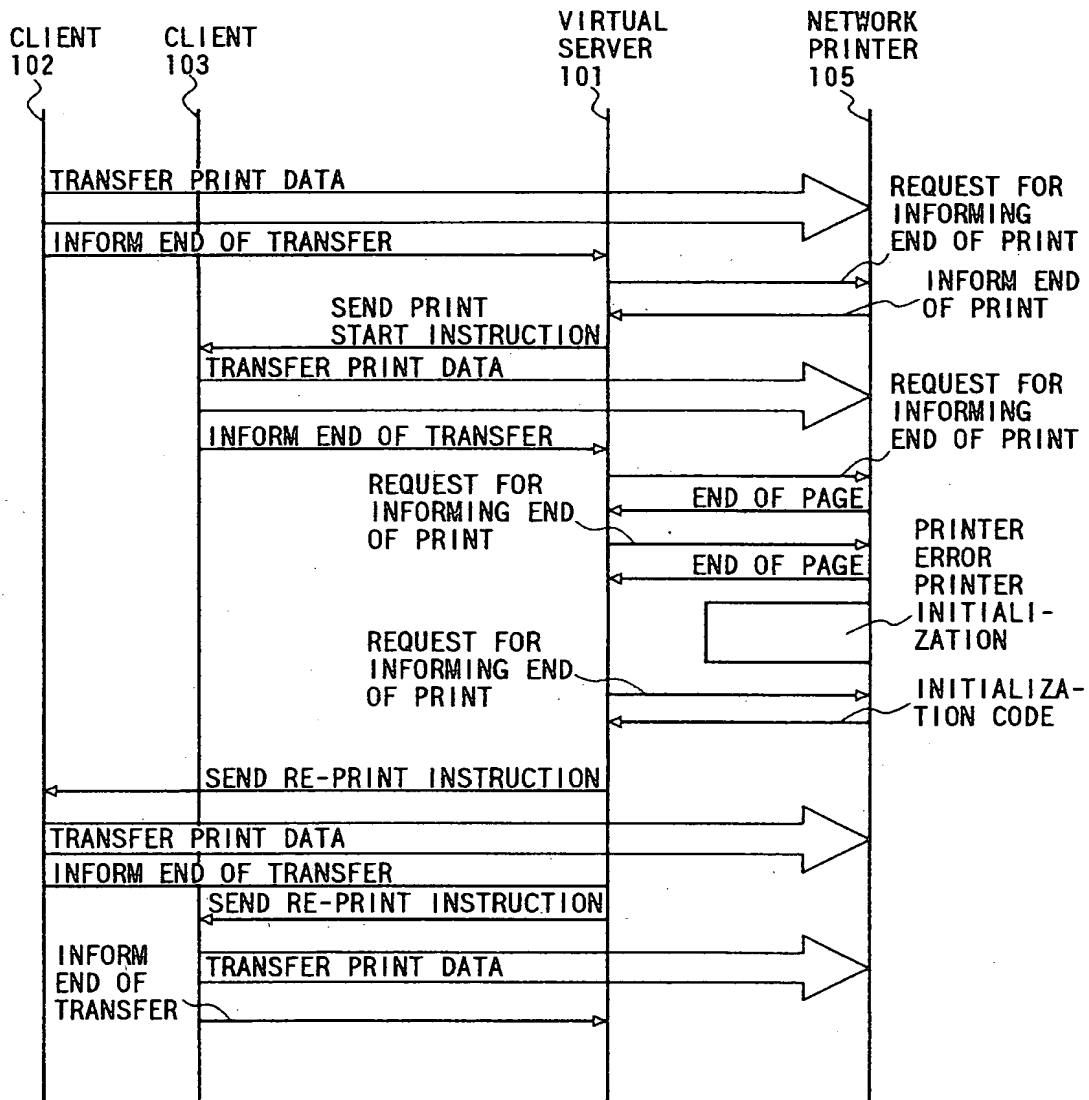 CLIENT
102
CLIENT
103
VIRTUAL
SERVER
101
NETWORK
PRINTER
105
TRANSFER PRINT DATA
REQUEST FOR
INFORMING
END OF PRINT
INFORM END OF TRANSFER
INFORM END
OF PRINT
SEND PRINT
START INSTRUCTION
TRANSFER PRINT DATA
REQUEST FOR
INFORMING
END OF PRINT
INFORM END OF TRANSFER
REQUEST FOR
INFORMING END
OF PRINT
END OF PAGE
END OF PAGE
PRINTER
ERROR
PRINTER
INITIALI-
ZATION
REQUEST FOR
INFORMING END
OF PRINT
INITIALIZA-
TION CODE
SEND RE-PRINT INSTRUCTION
TRANSFER PRINT DATA
INFORM END OF TRANSFER
SEND RE-PRINT INSTRUCTION
INFORM
END OF
TRANSFER
TRANSFER PRINT DATA